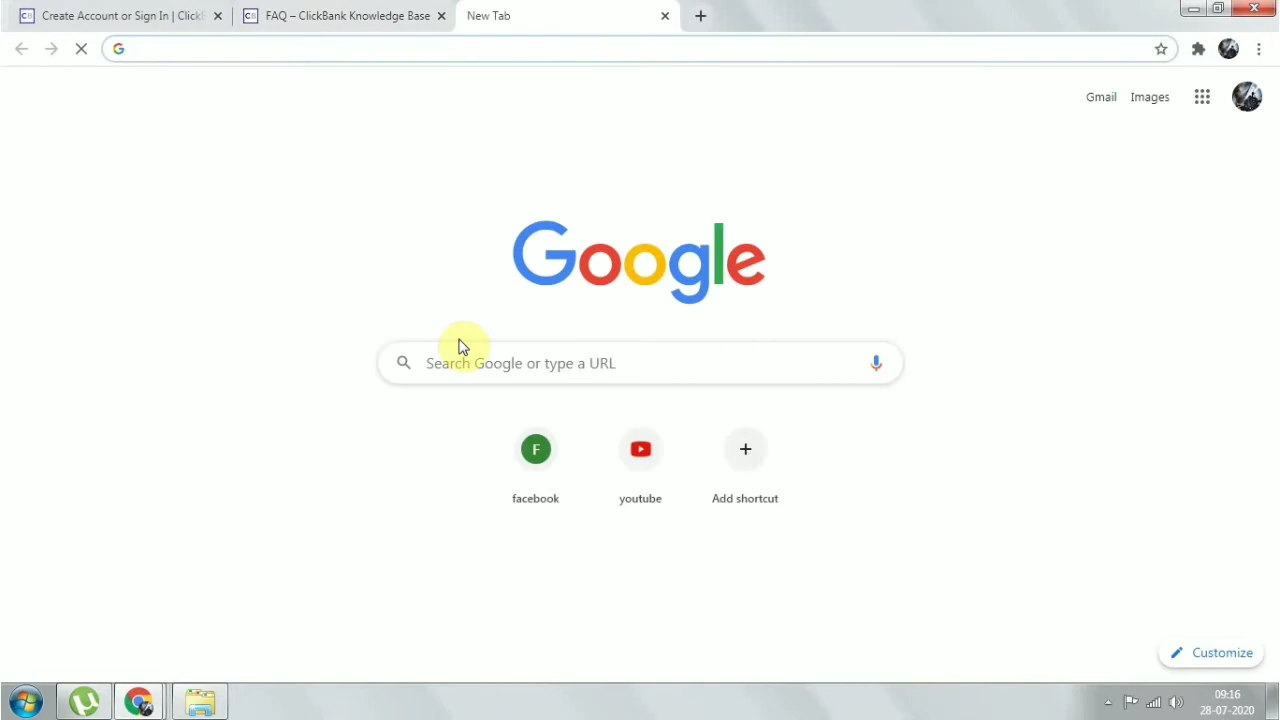 Create Account or Sign In | ClickB
FAQ – ClickBank Knowledge Base
New Tab
Gmail
Images
Google
Search Google or type a URL
F
facebook
youtube
Add shortcut
Customize
09:16
28-07-2020